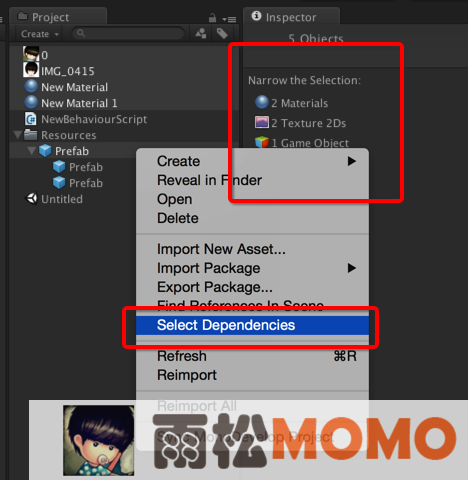 Project
Create
0
IMG_0415
New Material
New Material 1
NewBehaviourScript
Resources
Prefab
Prefab
Prefab
Untitled
Inspector
5 Objects
Narrow the Selection:
2 Materials
2 Texture 2Ds
1 Game Object
Create
Reveal in Finder
Open
Delete
Import New Asset...
Import Package
Export Package...
Find References In Scene
Select Dependencies
Refresh ⌘R
Reimport
Reimport All
Sync MonoDevelop Project
雨松MOMO